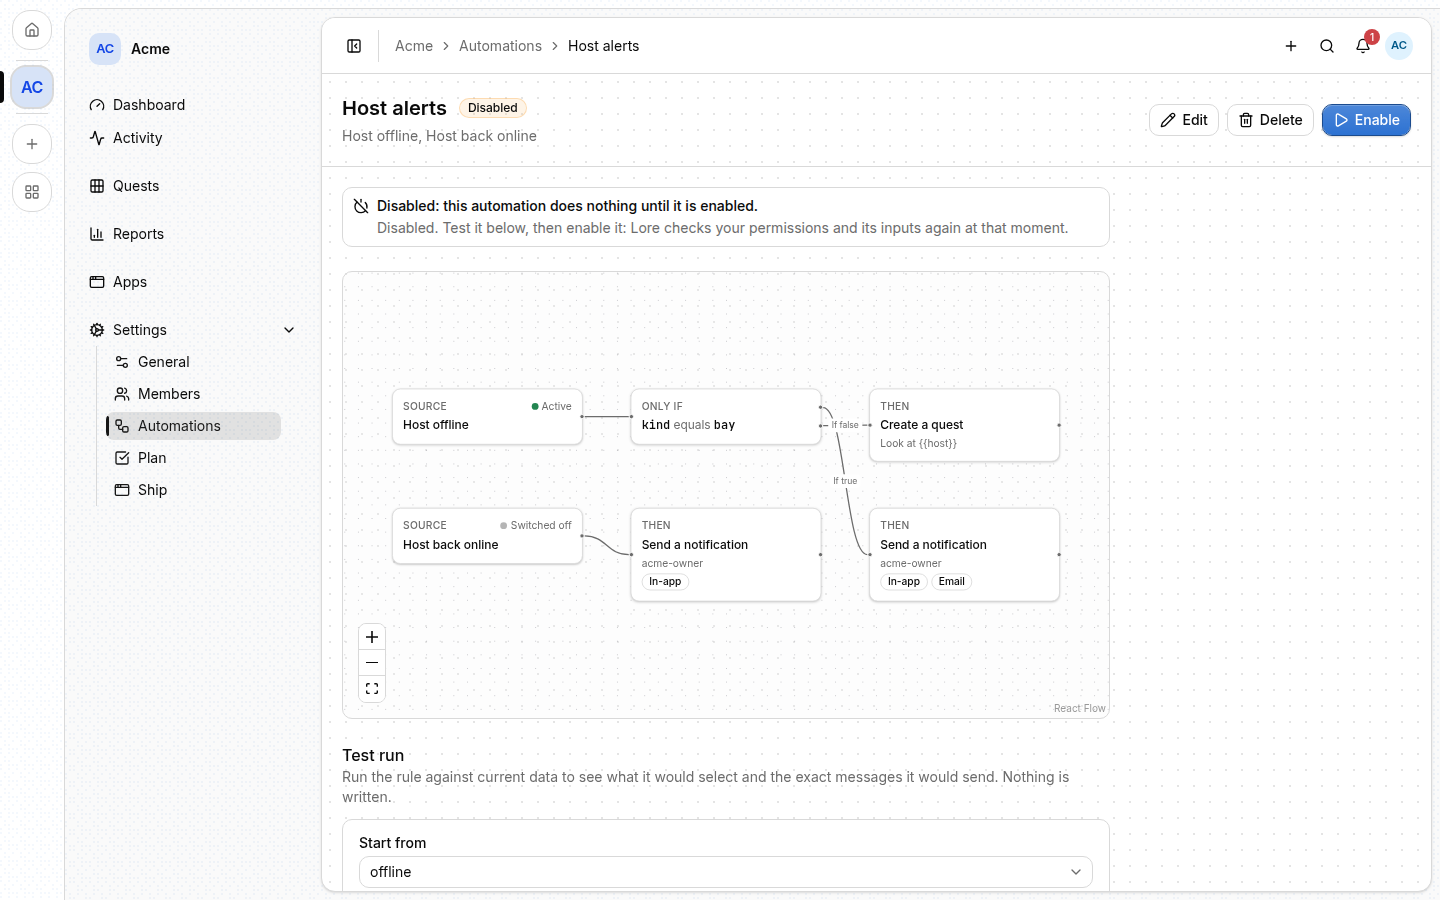 AC
AC
Acme
Dashboard
Activity
Quests
Reports
Apps
Settings
General
Members
Automations
Plan
Ship
Acme > Automations > Host alerts
1
AC
Host alerts
Disabled
Host offline, Host back online
Edit
Delete
Enable
Disabled: this automation does nothing until it is enabled.
Disabled. Test it below, then enable it: Lore checks your permissions and its inputs again at that moment.
SOURCE
Active
Host offline
ONLY IF
kind equals bay
If false
If true
THEN
Create a quest
Look at {{host}}
SOURCE
Switched off
Host back online
THEN
Send a notification
acme-owner
In-app
THEN
Send a notification
acme-owner
In-app
Email
React Flow
Test run
Run the rule against current data to see what it would select and the exact messages it would send. Nothing is
written.
Start from
offline